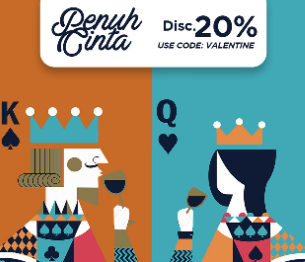 Penuh
Cinta
Disc. 20%
USE CODE: VALENTINE
K
Q